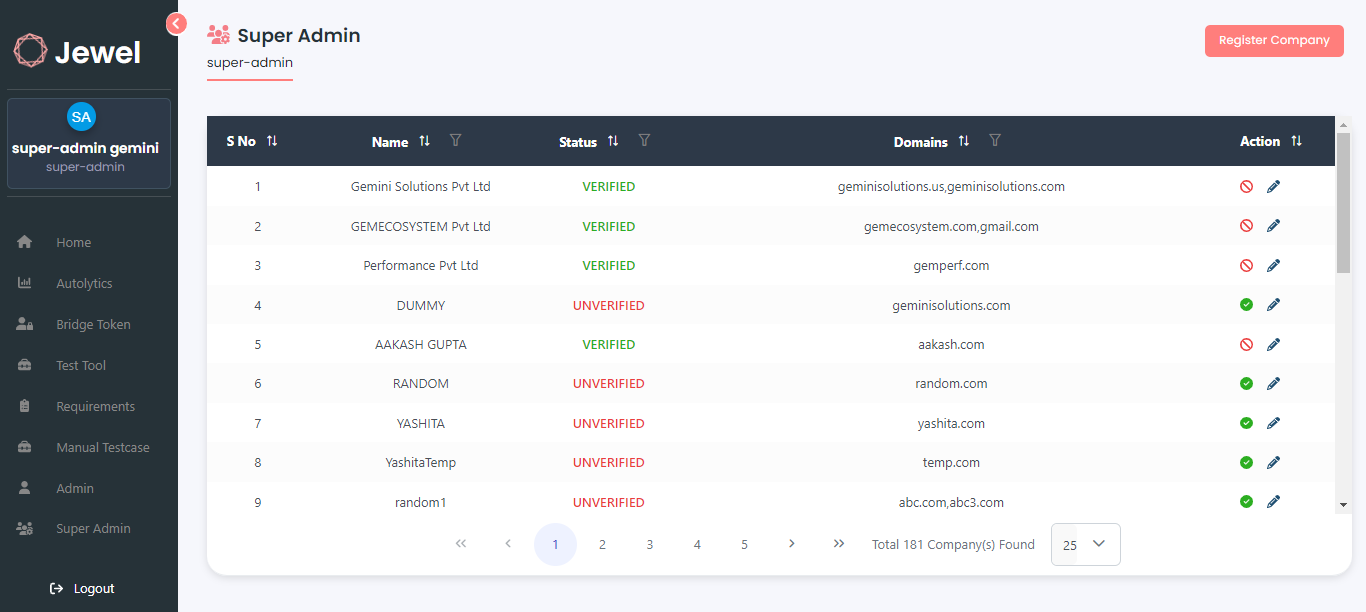 Jewel
SA
super-admin gemini
super-admin
Home
Autolytics
Bridge Token
Test Tool
Requirements
Manual Testcase
Admin
Super Admin
Logout
Super Admin
super-admin
Register Company
S No Name Status Domains Action
1 Gemini Solutions Pvt Ltd VERIFIED geminisolutions.us,geminisolutions.com
2 GEMECOSYSTEM Pvt Ltd VERIFIED gemecosystem.com,gmail.com
3 Performance Pvt Ltd VERIFIED gemperf.com
4 DUMMY UNVERIFIED geminisolutions.com
5 AAKASH GUPTA VERIFIED aakash.com
6 RANDOM UNVERIFIED random.com
7 YASHITA UNVERIFIED yashita.com
8 YashitaTemp UNVERIFIED temp.com
9 random1 UNVERIFIED abc.com,abc3.com
1 2 3 4 5 Total 181 Company(s) Found 25